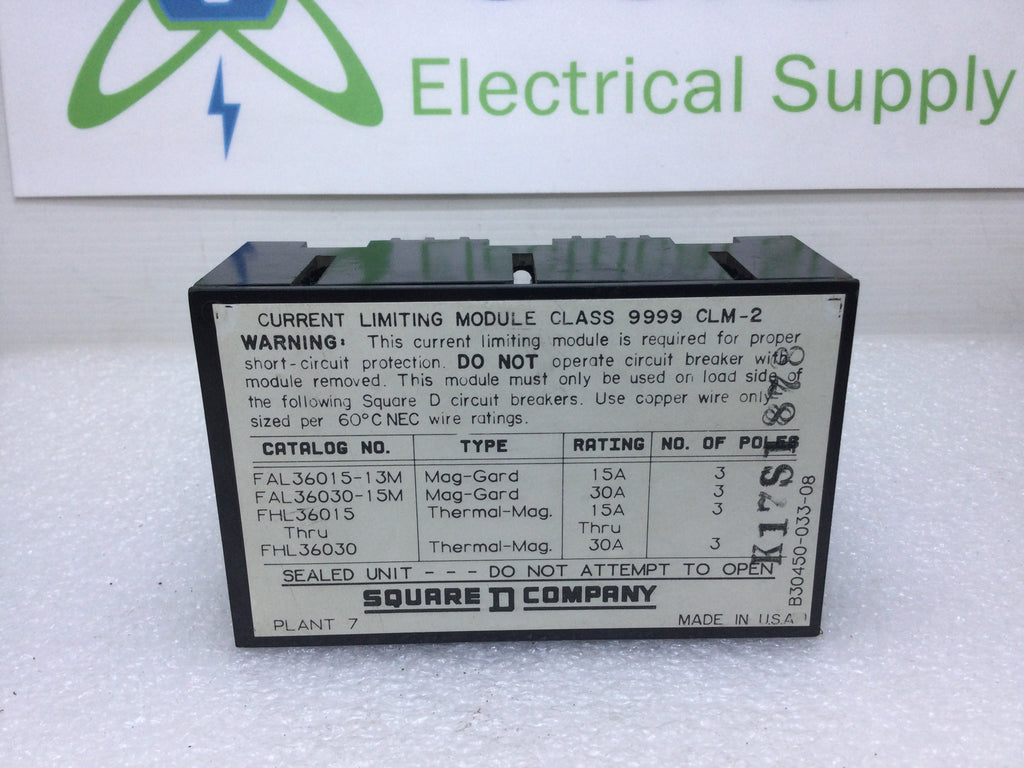 Electrical Supply
CURRENT LIMITING MODULE CLASS 9999 CLM-2
WARNING: This current limiting module is required for proper
short-circuit protection. DO NOT operate circuit breaker with
module removed. This module must only be used on load side of
the following Square D circuit breakers. Use copper wire only
sized per 60°C NEC wire ratings.
CATALOG NO. TYPE RATING NO. OF POLES
FAL36015-13M Mag-Gard 15A 3
FAL36030-15M Mag-Gard 30A 3
FHL36015 Thermal-Mag. 15A 3
Thru Thru
FHL36030 Thermal-Mag. 30A 3
SEALED UNIT --- DO NOT ATTEMPT TO OPEN
SQUARE D COMPANY
PLANT 7 MADE IN U.S.A.
B30450-033-08